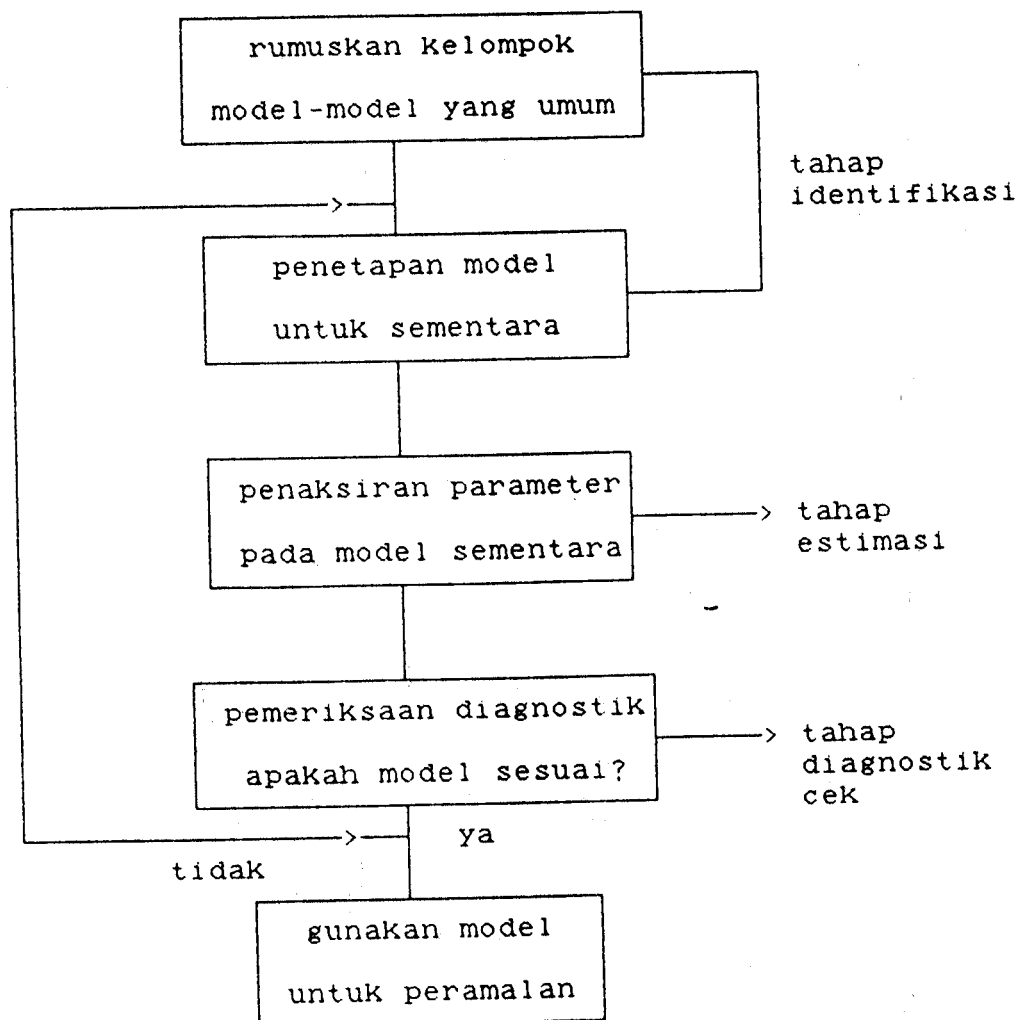 rumuskan kelompok
model-model yang umum
tahap
identifikasi
penetapan model
untuk sementara
penaksiran parameter
pada model sementara
tahap
estimasi
pemeriksaan diagnostik
apakah model sesuai?
tahap
diagnostik
cek
ya
tidak
gunakan model
untuk peramalan